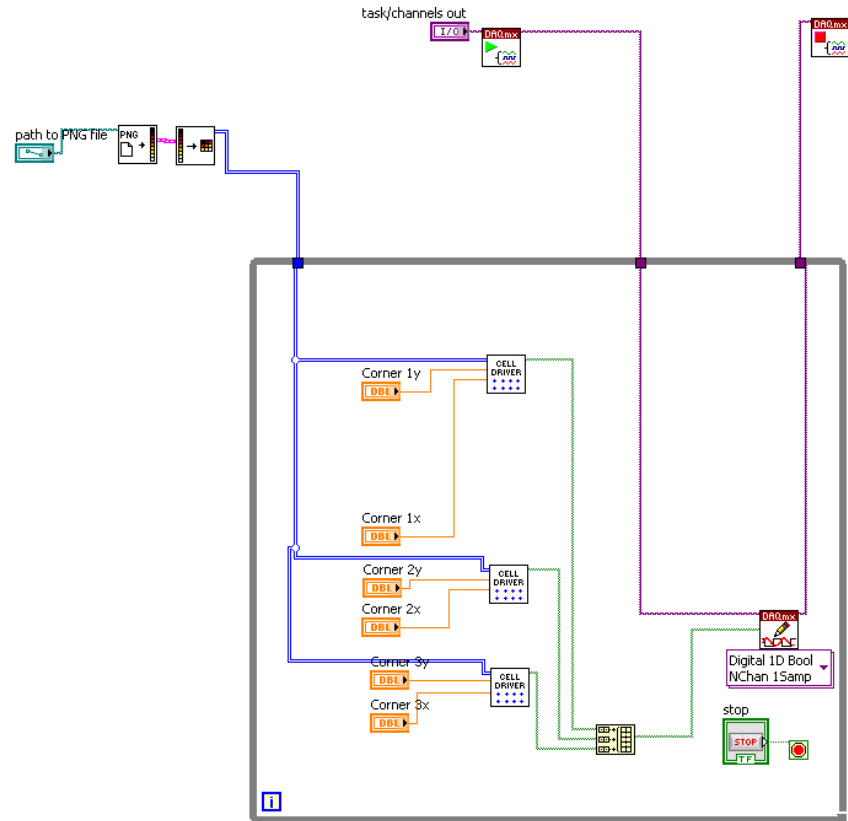 task/channels out
I/O
DAQmx
DAQmx
path to PNG file
PNG
Corner 1y
DBL
CELL
DRIVER
Corner 1x
DBL
Corner 2y
DBL
CELL
DRIVER
Corner 2x
DBL
DAQmx
Digital 1D Bool
NChan 1Samp
Corner 3y
DBL
CELL
DRIVER
Corner 3x
DBL
stop
STOP
TF
i